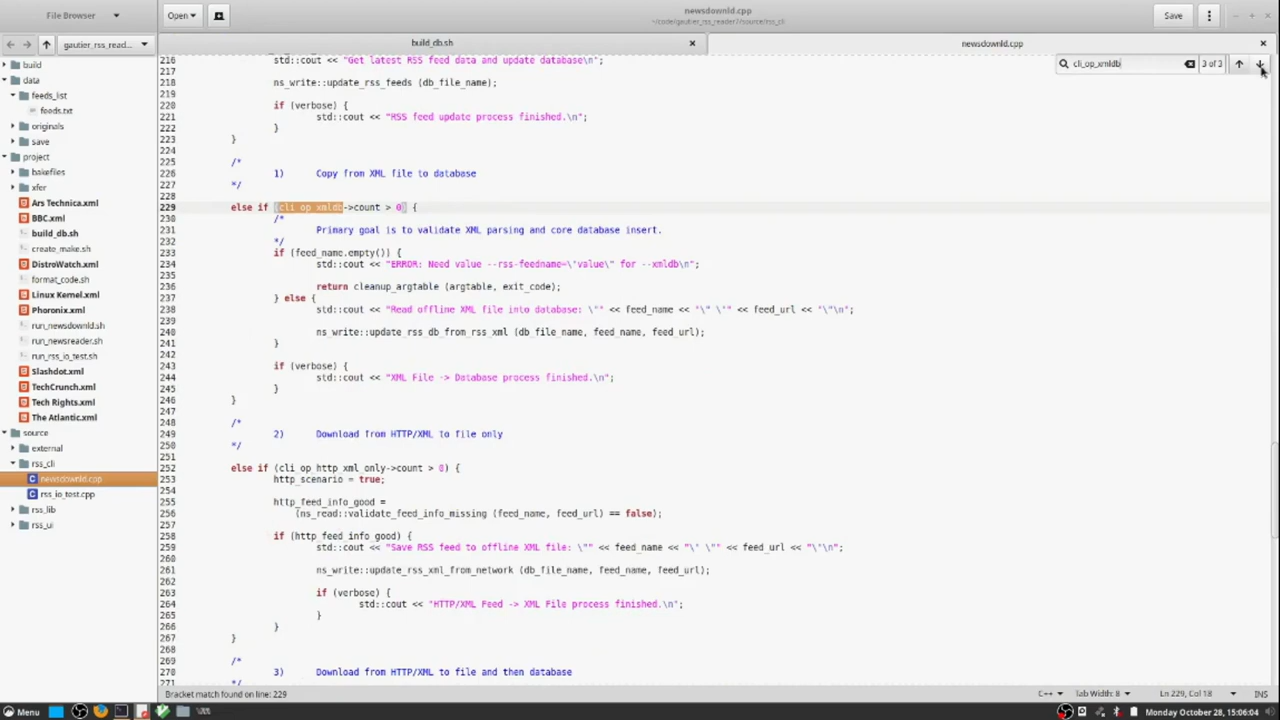 File Browser
Open
newsdownld.cpp
~/code/gautier_rss_reader7/source/rss_cli
Save
gautier_rss_read...
build_db.sh
newsdownld.cpp
cli_op_xmldb
3 of 3
build
data
feeds_list
feeds.txt
originals
save
project
bakefiles
xfer
Ars Technica.xml
BBC.xml
build_db.sh
create_make.sh
DistroWatch.xml
format_code.sh
Linux Kernel.xml
Phoronix.xml
run_newsdownld.sh
run_newsreader.sh
run_rss_io_test.sh
Slashdot.xml
TechCrunch.xml
Tech Rights.xml
The Atlantic.xml
source
external
rss_cli
newsdownld.cpp
rss_io_test.cpp
rss_lib
rss_ui
216 std::cout << "Get latest RSS feed data and update database\n";
217
218 ns_write::update_rss_feeds (db_file_name);
219
220 if (verbose) {
221 std::cout << "RSS feed update process finished.\n";
222 }
223 }
224
225 /*
226 1) Copy from XML file to database
227 */
228
229 else if (cli_op_xmldb->count > 0) {
230 /*
231 Primary goal is to validate XML parsing and core database insert.
232 */
233 if (feed_name.empty()) {
234 std::cout << "ERROR: Need value --rss-feedname=\"value\" for --xmldb\n";
235
236 return cleanup_argtable (argtable, exit_code);
237 } else {
238 std::cout << "Read offline XML file into database: \"" << feed_name << "\" \"" << feed_url << "\"\n";
239
240 ns_write::update_rss_db_from_rss_xml (db_file_name, feed_name, feed_url);
241 }
242
243 if (verbose) {
244 std::cout << "XML File -> Database process finished.\n";
245 }
246 }
247
248 /*
249 2) Download from HTTP/XML to file only
250 */
251
252 else if (cli_op_http_xml_only->count > 0) {
253 http_scenario = true;
254
255 http_feed_info_good =
256 (ns_read::validate_feed_info_missing (feed_name, feed_url) == false);
257
258 if (http_feed_info_good) {
259 std::cout << "Save RSS feed to offline XML file: \"" << feed_name << "\" \"" << feed_url << "\"\n";
260
261 ns_write::update_rss_xml_from_network (db_file_name, feed_name, feed_url);
262
263 if (verbose) {
264 std::cout << "HTTP/XML Feed -> XML File process finished.\n";
265 }
266 }
267 }
268
269 /*
270 3) Download from HTTP/XML to file and then database
271 */
Bracket match found on line: 229
C++
Tab Width: 8
Ln 229, Col 18
INS
Menu
Monday October 28, 15:06:04